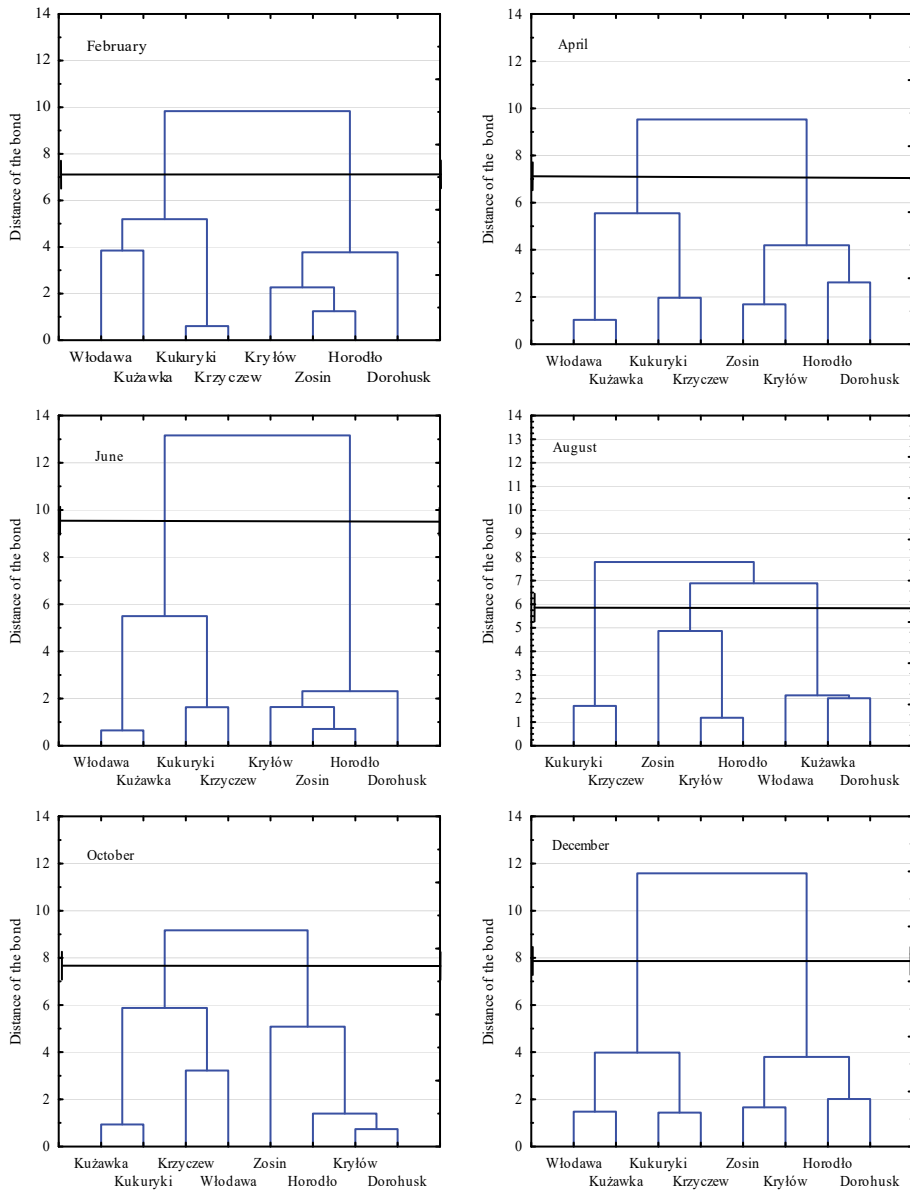 February
Distance of the bond
14
12
10
8
6
4
2
0
Włodawa Kukuryki Kryłów Horodło
Kużawka Krzyczew Zosin Dorohusk
April
Distance of the bond
14
12
10
8
6
4
2
0
Włodawa Kukuryki Zosin Horodło
Kużawka Krzyczew Kryłów Dorohusk
June
Distance of the bond
14
12
10
8
6
4
2
0
Włodawa Kukuryki Kryłów Horodło
Kużawka Krzyczew Zosin Dorohusk
August
Distance of the bond
14
13
12
11
10
9
8
7
6
5
4
3
2
1
0
Kukuryki Zosin Horodło Kużawka
Krzyczew Kryłów Włodawa Dorohusk
October
Distance of the bond
14
12
10
8
6
4
2
0
Kużawka Krzyczew Zosin Kryłów
Kukuryki Włodawa Horodło Dorohusk
December
Distance of the bond
14
12
10
8
6
4
2
0
Włodawa Kukuryki Zosin Horodło
Kużawka Krzyczew Kryłów Dorohusk